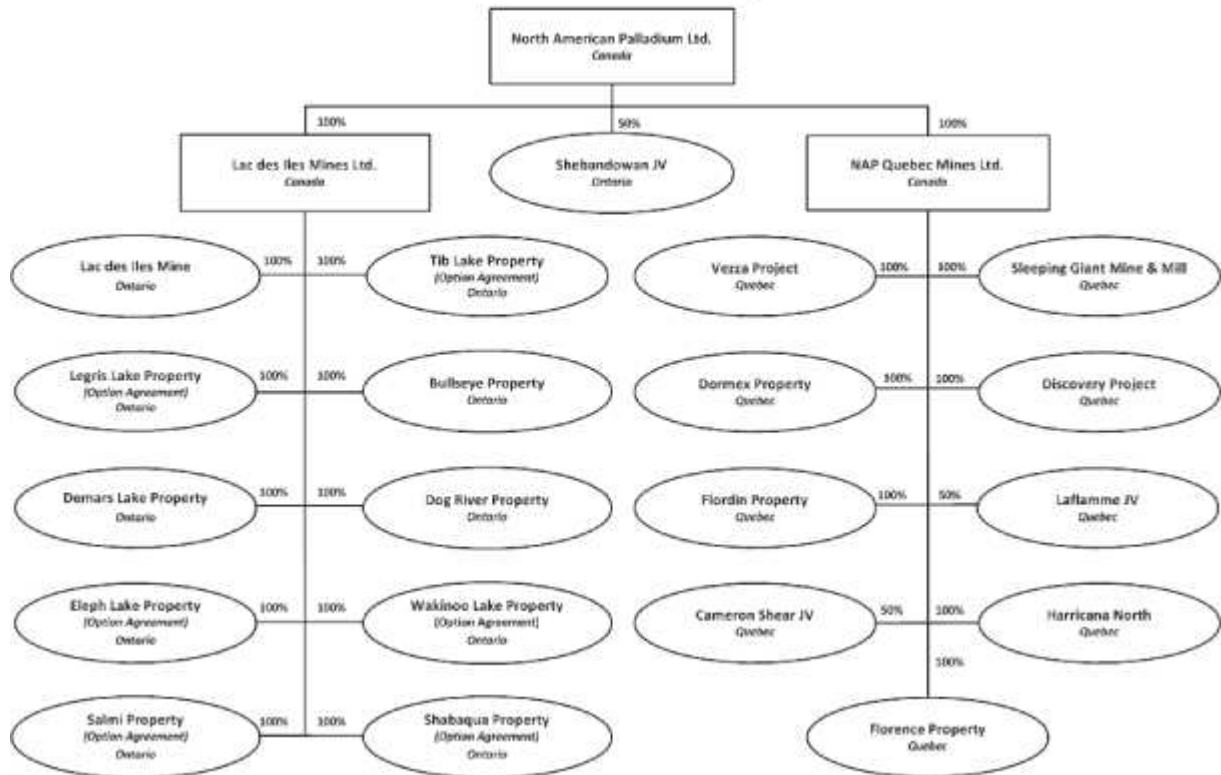 North American Palladium Ltd.
Canada
100%
50%
100%
Lac des Iles Mines Ltd.
Canada
Shebandowan JV
Ontario
NAP Quebec Mines Ltd.
Canada
Lac des Iles Mine
Ontario
100%
100%
Tib Lake Property
(Option Agreement)
Ontario
Vezza Project
Quebec
100%
100%
Sleeping Giant Mine & Mill
Quebec
Legris Lake Property
(Option Agreement)
Ontario
100%
100%
Bullseye Property
Ontario
Dormex Property
Quebec
100%
100%
Discovery Project
Quebec
Demars Lake Property
Ontario
100%
100%
Dog River Property
Ontario
Flordin Property
Quebec
100%
50%
Laflamme JV
Quebec
Eleph Lake Property
(Option Agreement)
Ontario
100%
100%
Wakinoo Lake Property
(Option Agreement)
Ontario
Cameron Shear JV
Quebec
50%
100%
Harricana North
Quebec
100%
Salmi Property
(Option Agreement)
Ontario
100%
100%
Shabaqua Property
(Option Agreement)
Ontario
Florence Property
Quebec